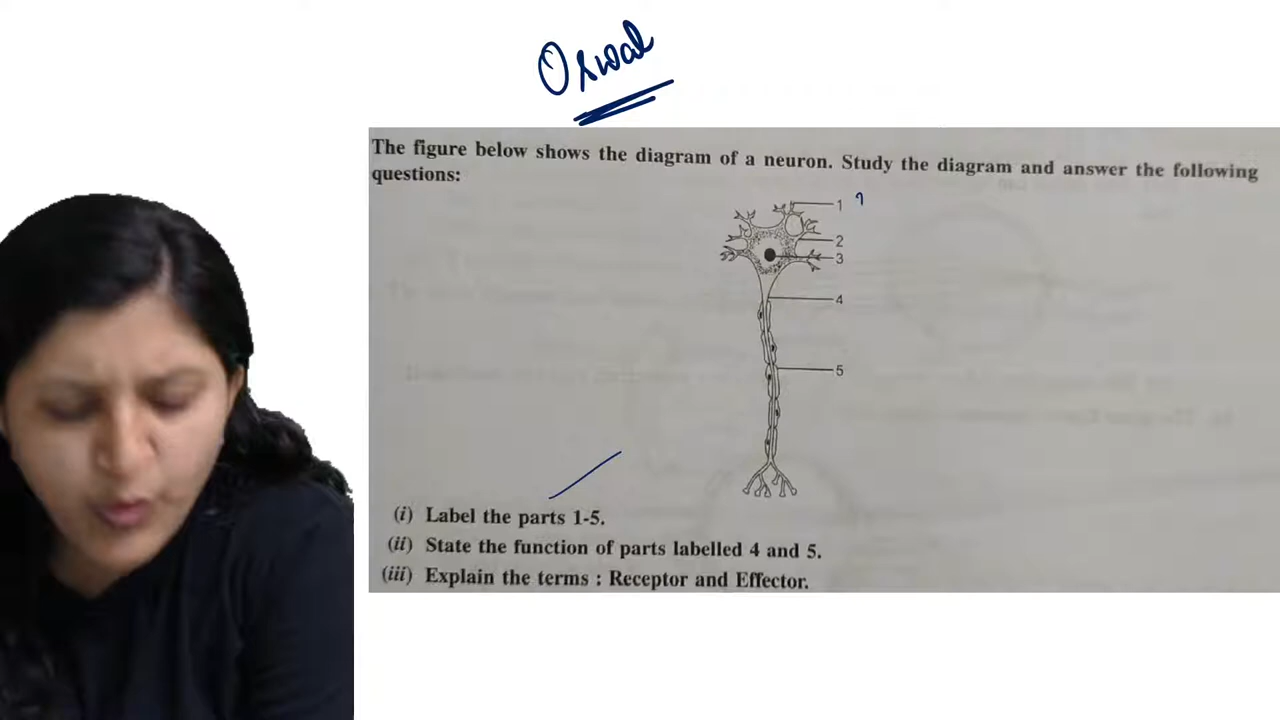 Oswal
The figure below shows the diagram of a neuron. Study the diagram and answer the following
questions:
1 ?
2
3
4
5
(i) Label the parts 1-5.
(ii) State the function of parts labelled 4 and 5.
(iii) Explain the terms : Receptor and Effector.